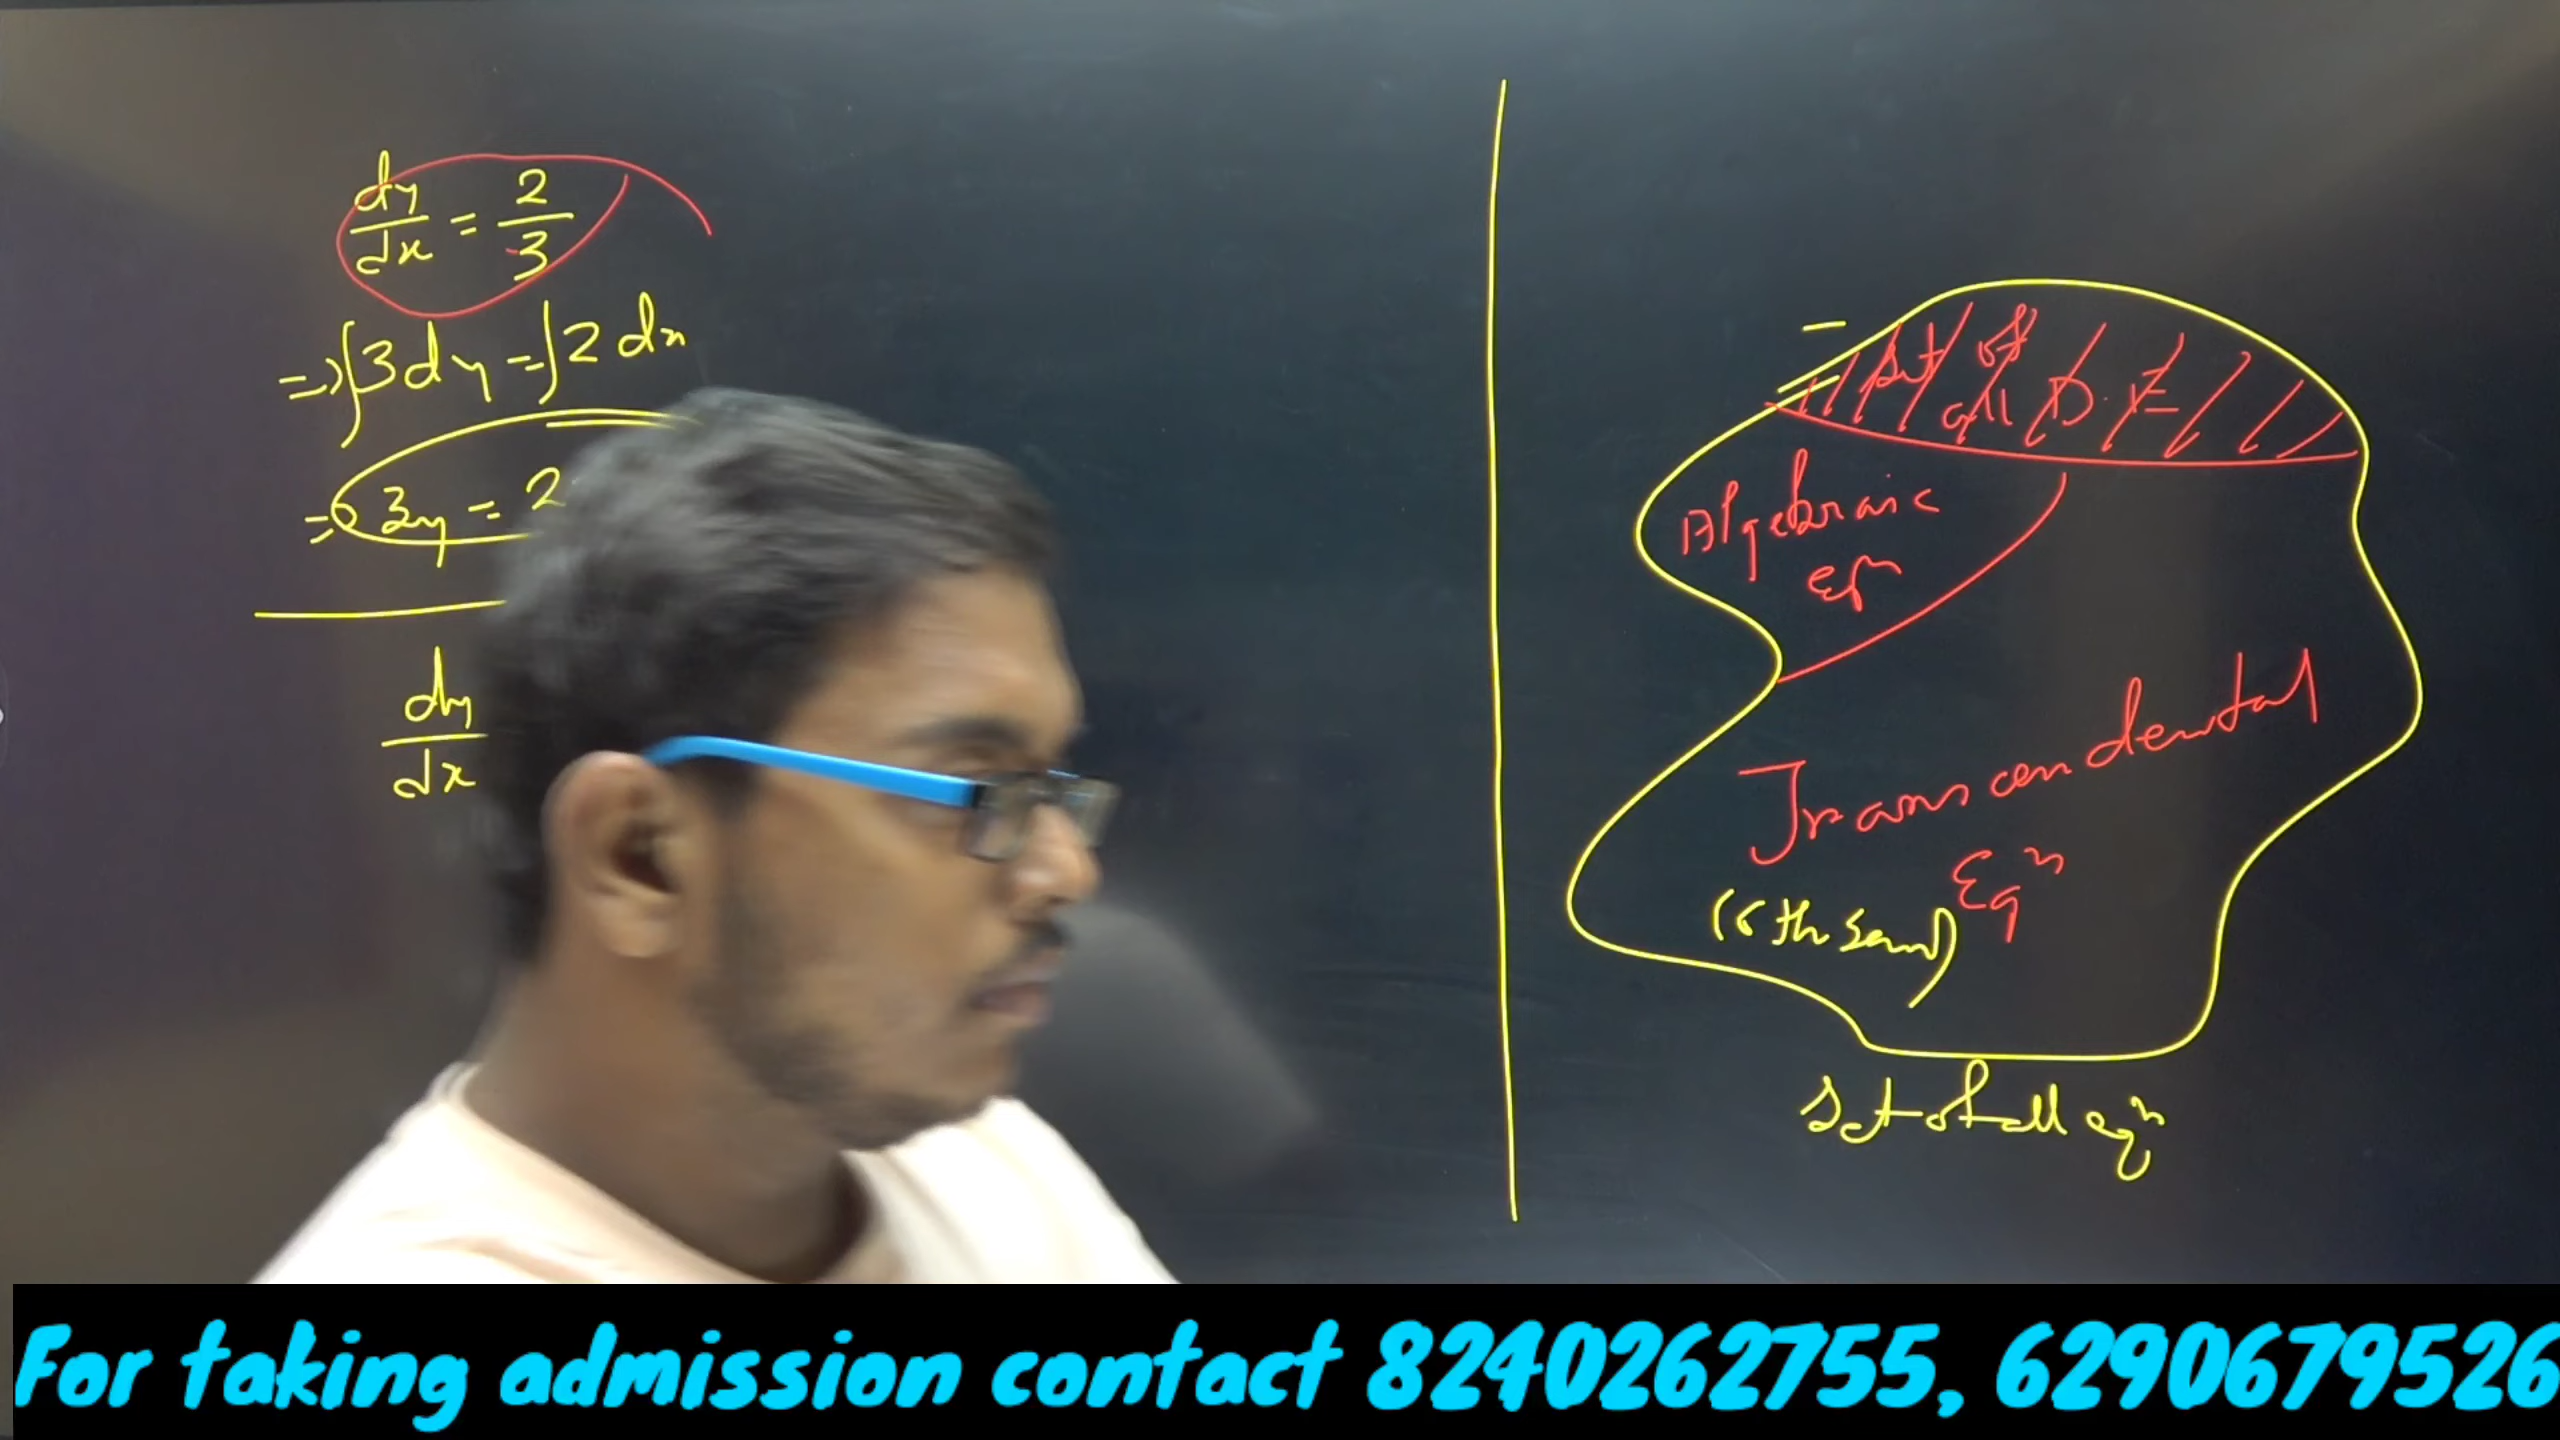 dy/dx = 2/3
=> ∫3dy = ∫2dx
=> 3y = 2
dy/dx
Set of
all D.E
Algebraic
eqn
Transcendental
Eqⁿ
(6th sem)
Set of all eqⁿ
For taking admission contact 8240262755, 6290679526